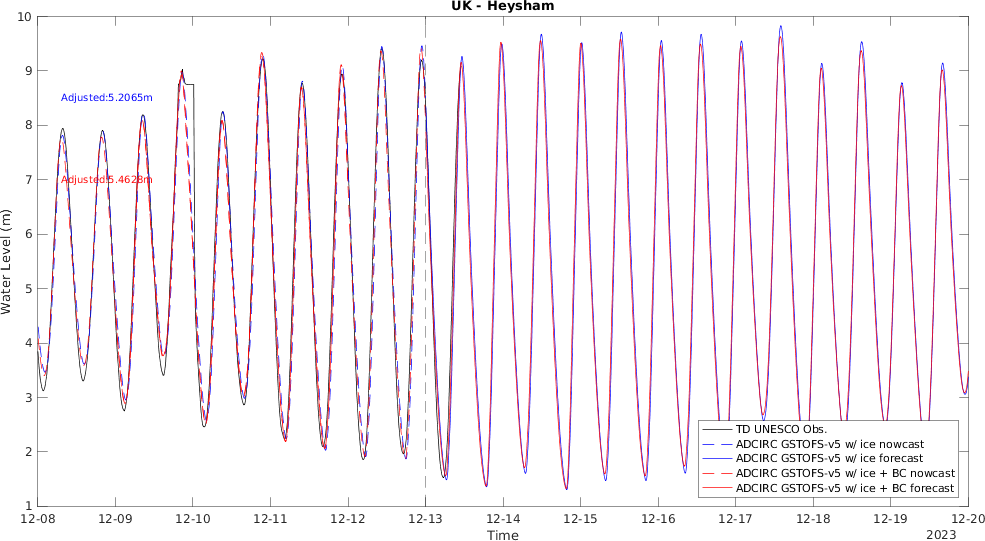 UK - Heysham
10
9
8
7
6
5
4
3
2
1
Water Level (m)
Adjusted:5.2065m
Adjusted:5.4628m
TD UNESCO Obs.
ADCIRC GSTOFS-v5 w/ ice nowcast
ADCIRC GSTOFS-v5 w/ ice forecast
ADCIRC GSTOFS-v5 w/ ice + BC nowcast
ADCIRC GSTOFS-v5 w/ ice + BC forecast
12-08 12-09 12-10 12-11 12-12 12-13 12-14 12-15 12-16 12-17 12-18 12-19 12-20
Time
2023